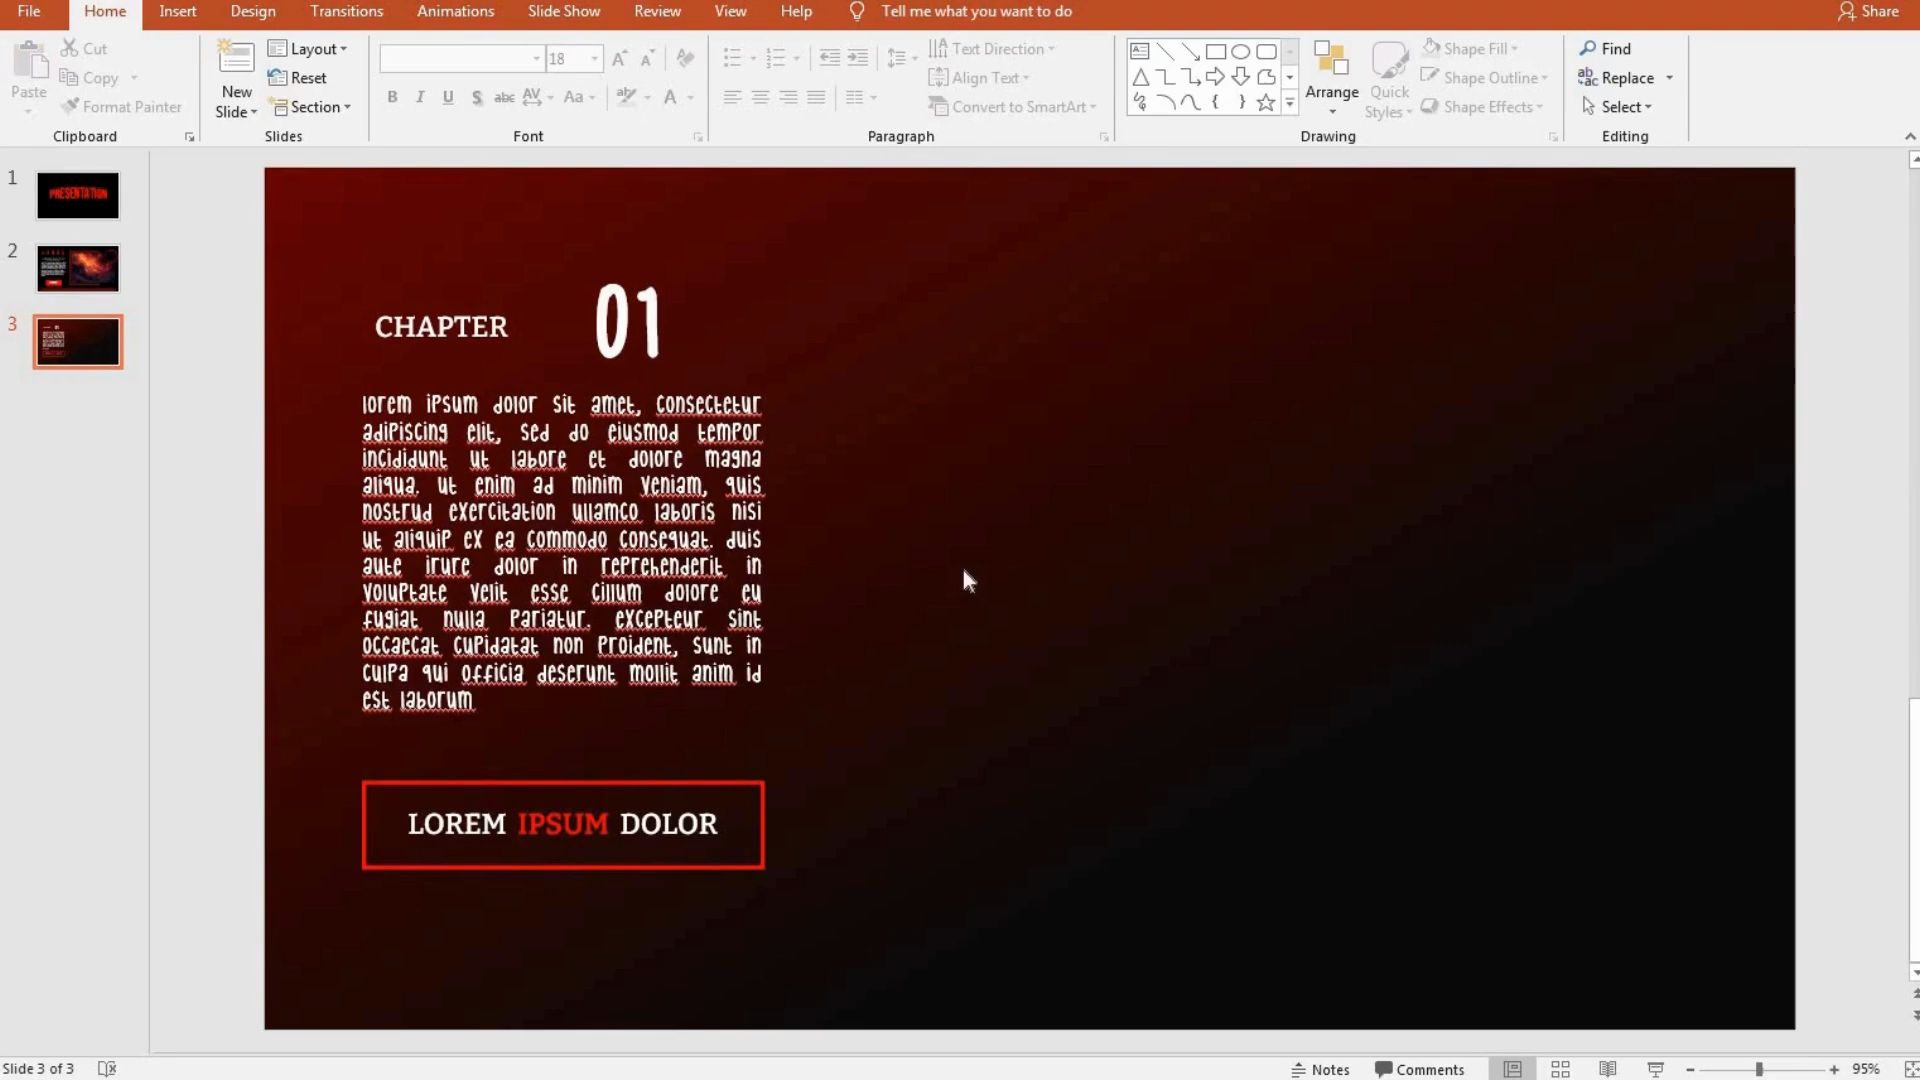 File Home Insert Design Transitions Animations Slide Show Review View Help Tell me what you want to do Share
Paste
Cut
Copy
Format Painter
Clipboard
New
Slide
Layout
Reset
Section
Slides
18
B I U S abc AV Aa A
Font
Text Direction
Align Text
Convert to SmartArt
Paragraph
Arrange
Quick
Styles
Shape Fill
Shape Outline
Shape Effects
Drawing
Find
Replace
Select
Editing
1
PRESENTATION
2
3
CHAPTER 01
lorem ipsum dolor sit amet, consectetur
adipiscing elit, sed do eiusmod tempor
incididunt ut labore et dolore magna
aliqua. ut enim ad minim veniam, quis
nostrud exercitation ullamco laboris nisi
ut aliquip ex ea commodo consequat. duis
aute irure dolor in reprehenderit in
voluptate velit esse cillum dolore eu
fugiat nulla pariatur. excepteur sint
occaecat cupidatat non proident, sunt in
culpa qui officia deserunt mollit anim id
est laborum
LOREM IPSUM DOLOR
Slide 3 of 3 Notes Comments 95%